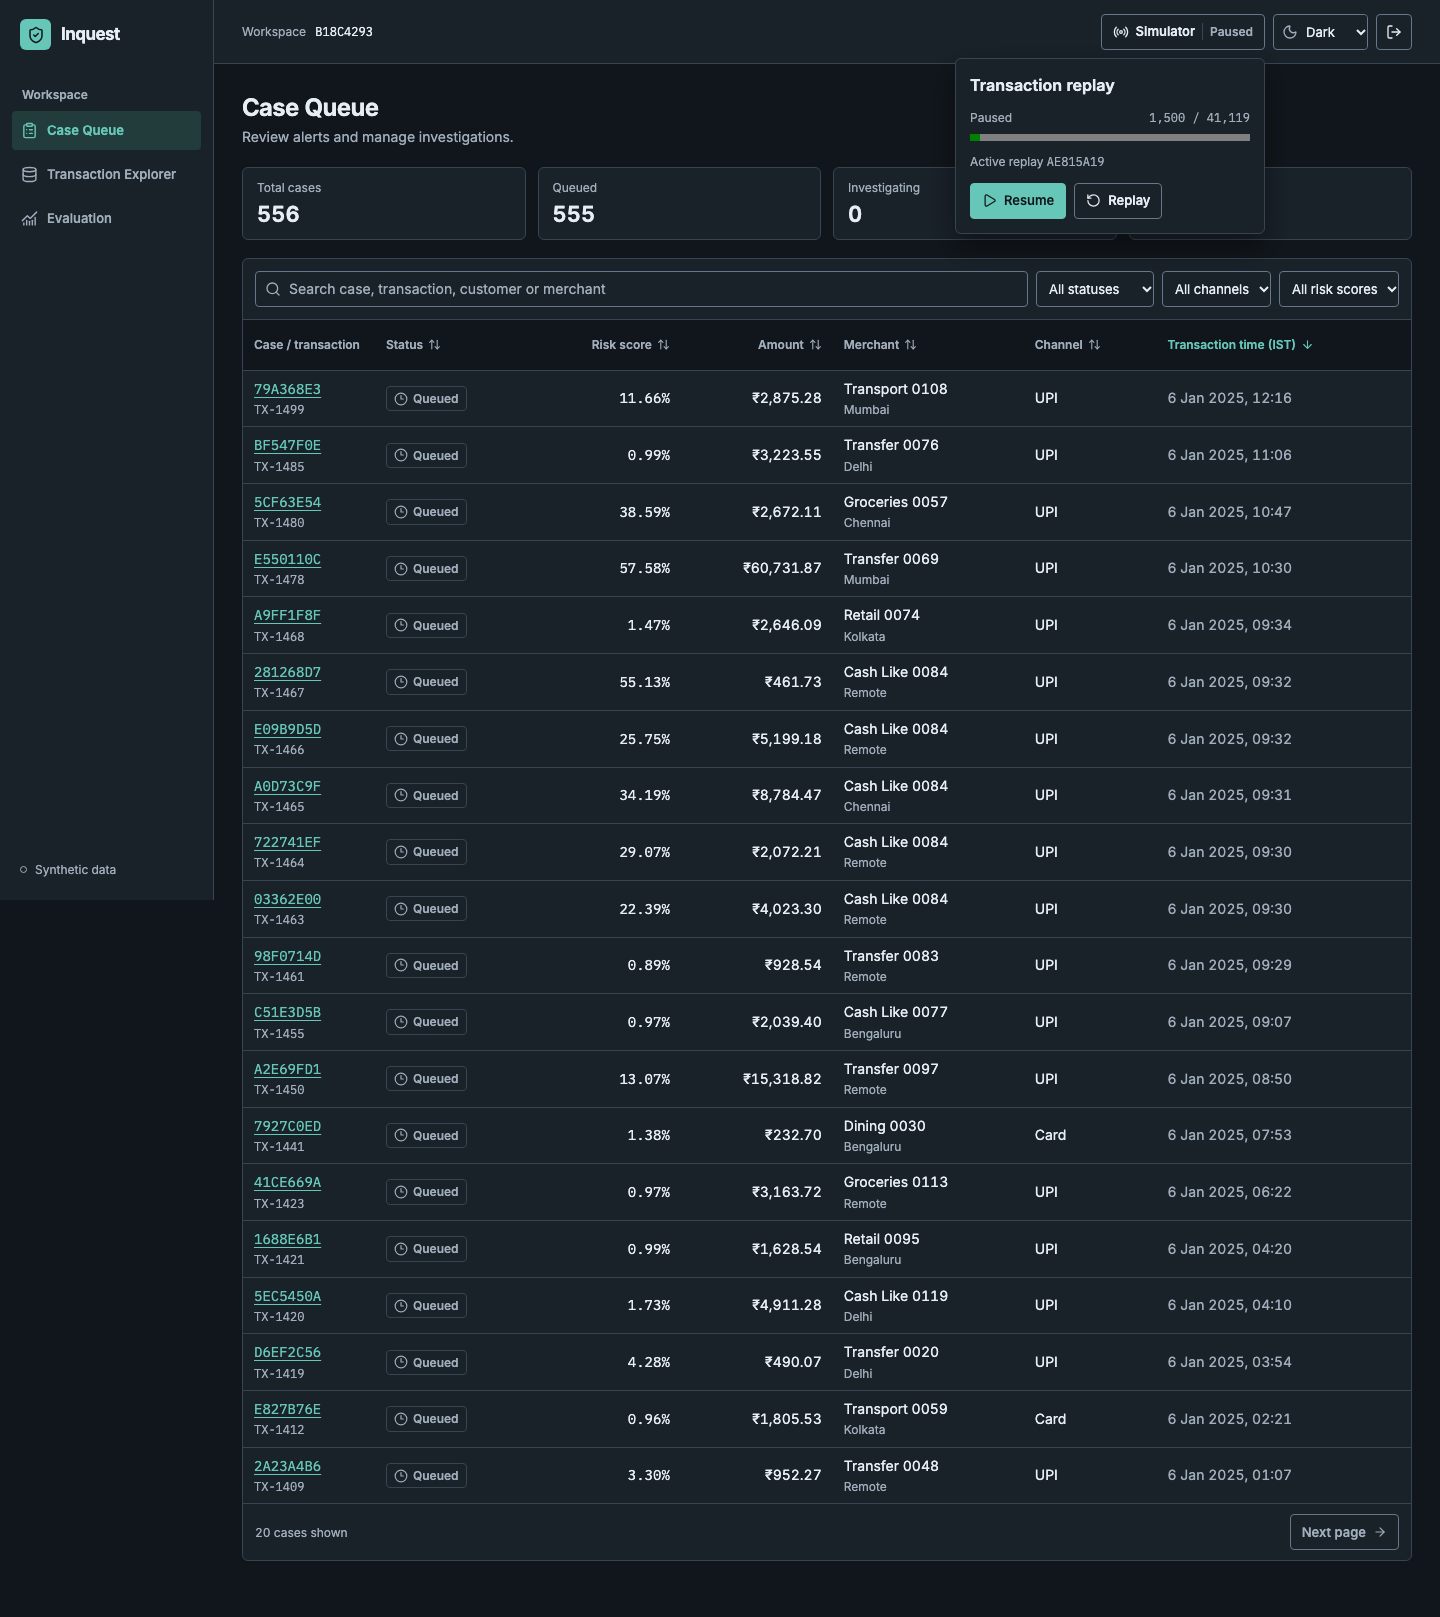 Inquest
Workspace B18C4293
Simulator Paused
Dark
Workspace
Case Queue
Transaction Explorer
Evaluation
Synthetic data
Transaction replay
Paused 1,500 / 41,119
Active replay AE815A19
Resume Replay
Case Queue
Review alerts and manage investigations.
Total cases
556
Queued
555
Investigating
0
Search case, transaction, customer or merchant
All statuses All channels All risk scores
Case / transaction Status Risk score Amount Merchant Channel Transaction time (IST)
79A368E3 Queued 11.66% ₹2,875.28 Transport 0108 UPI 6 Jan 2025, 12:16
TX-1499 Mumbai
BF547F0E Queued 0.99% ₹3,223.55 Transfer 0076 UPI 6 Jan 2025, 11:06
TX-1485 Delhi
5CF63E54 Queued 38.59% ₹2,672.11 Groceries 0057 UPI 6 Jan 2025, 10:47
TX-1480 Chennai
E550110C Queued 57.58% ₹60,731.87 Transfer 0069 UPI 6 Jan 2025, 10:30
TX-1478 Mumbai
A9FF1F8F Queued 1.47% ₹2,646.09 Retail 0074 UPI 6 Jan 2025, 09:34
TX-1468 Kolkata
281268D7 Queued 55.13% ₹461.73 Cash Like 0084 UPI 6 Jan 2025, 09:32
TX-1467 Remote
E09B9D5D Queued 25.75% ₹5,199.18 Cash Like 0084 UPI 6 Jan 2025, 09:32
TX-1466 Remote
A0D73C9F Queued 34.19% ₹8,784.47 Cash Like 0084 UPI 6 Jan 2025, 09:31
TX-1465 Chennai
722741EF Queued 29.07% ₹2,072.21 Cash Like 0084 UPI 6 Jan 2025, 09:30
TX-1464 Remote
03362E00 Queued 22.39% ₹4,023.30 Cash Like 0084 UPI 6 Jan 2025, 09:30
TX-1463 Remote
98F0714D Queued 0.89% ₹928.54 Transfer 0083 UPI 6 Jan 2025, 09:29
TX-1461 Remote
C51E3D5B Queued 0.97% ₹2,039.40 Cash Like 0077 UPI 6 Jan 2025, 09:07
TX-1455 Bengaluru
A2E69FD1 Queued 13.07% ₹15,318.82 Transfer 0097 UPI 6 Jan 2025, 08:50
TX-1450 Remote
7927C0ED Queued 1.38% ₹232.70 Dining 0030 Card 6 Jan 2025, 07:53
TX-1441 Bengaluru
41CE669A Queued 0.97% ₹3,163.72 Groceries 0113 UPI 6 Jan 2025, 06:22
TX-1423 Remote
1688E6B1 Queued 0.99% ₹1,628.54 Retail 0095 UPI 6 Jan 2025, 04:20
TX-1421 Bengaluru
5EC5450A Queued 1.73% ₹4,911.28 Cash Like 0119 UPI 6 Jan 2025, 04:10
TX-1420 Delhi
D6EF2C56 Queued 4.28% ₹490.07 Transfer 0020 UPI 6 Jan 2025, 03:54
TX-1419 Delhi
E827B76E Queued 0.96% ₹1,805.53 Transport 0059 Card 6 Jan 2025, 02:21
TX-1412 Kolkata
2A23A4B6 Queued 3.30% ₹952.27 Transfer 0048 UPI 6 Jan 2025, 01:07
TX-1409 Remote
20 cases shown Next page